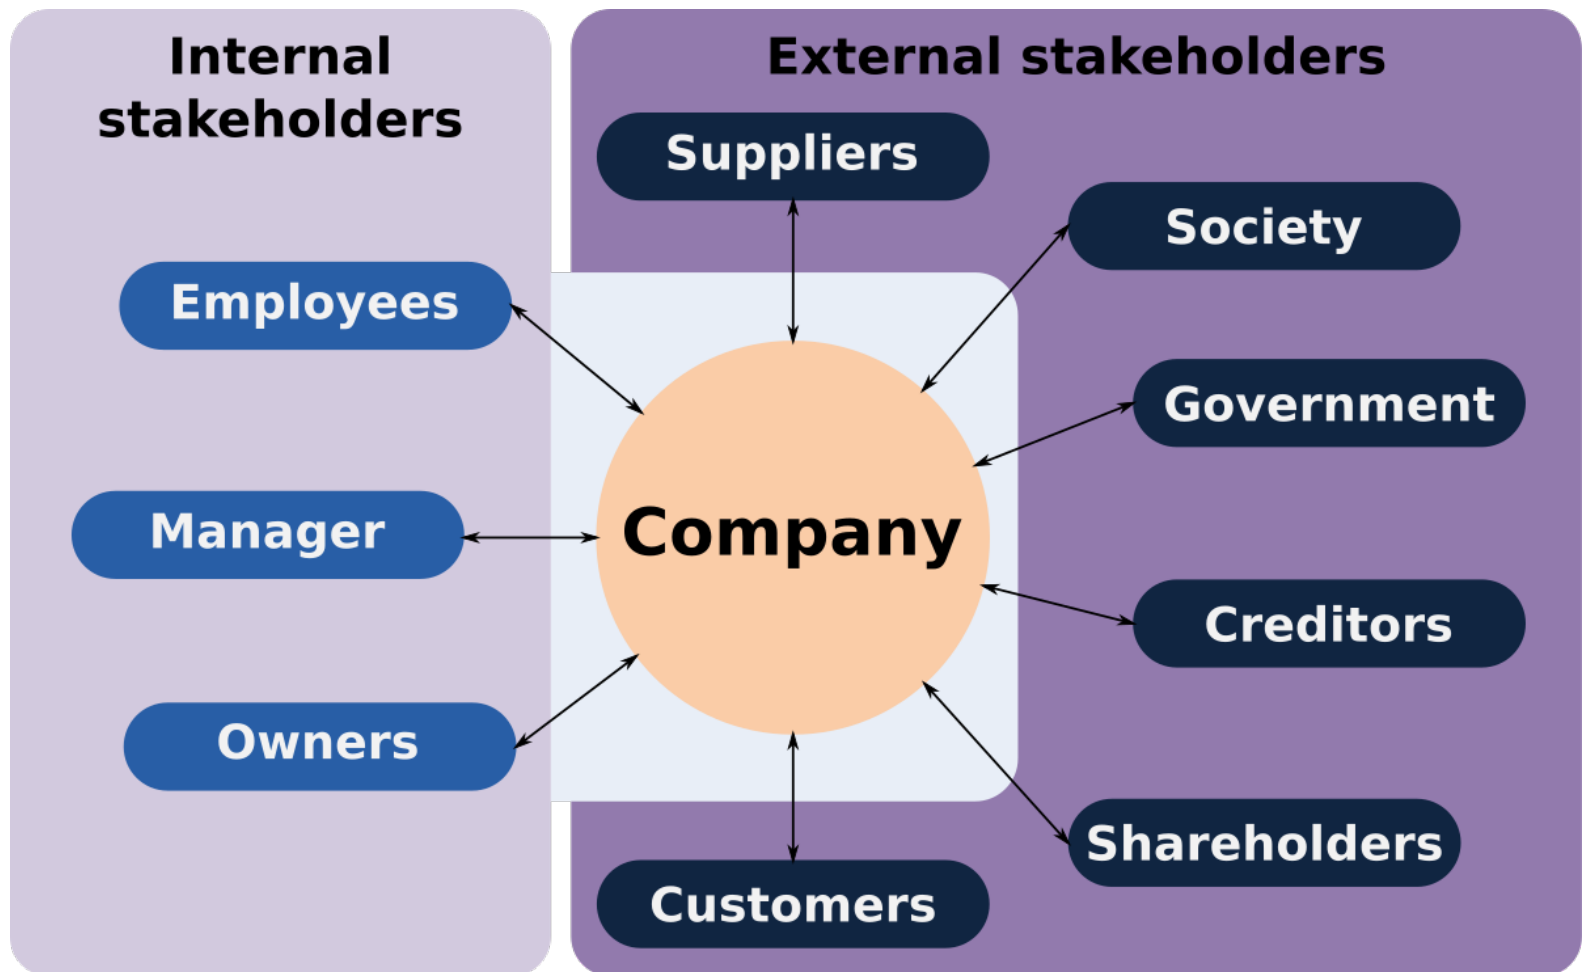 Internal
stakeholders
Employees
Manager
Owners
External stakeholders
Suppliers
Society
Government
Company
Creditors
Shareholders
Customers